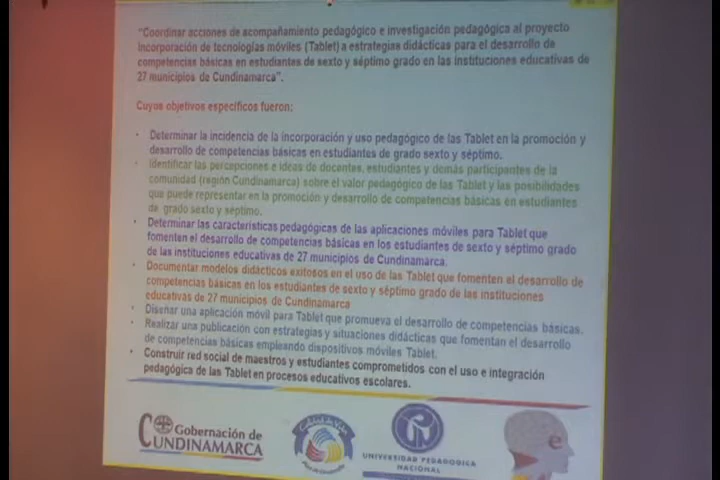 "Coordinar acciones de acompañamiento pedagógico e investigación pedagógica al proyecto
incorporación de tecnologías móviles (Tablet) a estrategias didácticas para el desarrollo de
competencias básicas en estudiantes de sexto y séptimo grado en las instituciones educativas de
27 municipios de Cundinamarca".
Cuyos objetivos específicos fueron:
• Determinar la incidencia de la incorporación y uso pedagógico de las Tablet en la promoción y
desarrollo de competencias básicas en estudiantes de grado sexto y séptimo.
• Identificar las percepciones e ideas de docentes, estudiantes y demás participantes de la
comunidad (región Cundinamarca) sobre el valor pedagógico de las Tablet y las posibilidades
que puede representar en la promoción y desarrollo de competencias básicas en estudiantes
de grado sexto y séptimo.
• Determinar las características pedagógicas de las aplicaciones móviles para Tablet que
fomenten el desarrollo de competencias básicas en los estudiantes de sexto y séptimo grado
de las instituciones educativas de 27 municipios de Cundinamarca.
• Documentar modelos didácticos exitosos en el uso de las Tablet que fomenten el desarrollo de
competencias básicas en los estudiantes de sexto y séptimo grado de las instituciones
educativas de 27 municipios de Cundinamarca
• Diseñar una aplicación móvil para Tablet que promueva el desarrollo de competencias básicas.
• Realizar una publicación con estrategias y situaciones didácticas que fomentan el desarrollo
de competencias básicas empleando dispositivos móviles Tablet.
• Construir red social de maestros y estudiantes comprometidos con el uso e integración
pedagógica de las Tablet en procesos educativos escolares.
Gobernación de
CUNDINAMARCA
UNIVERSIDAD PEDAGOGICA
NACIONAL